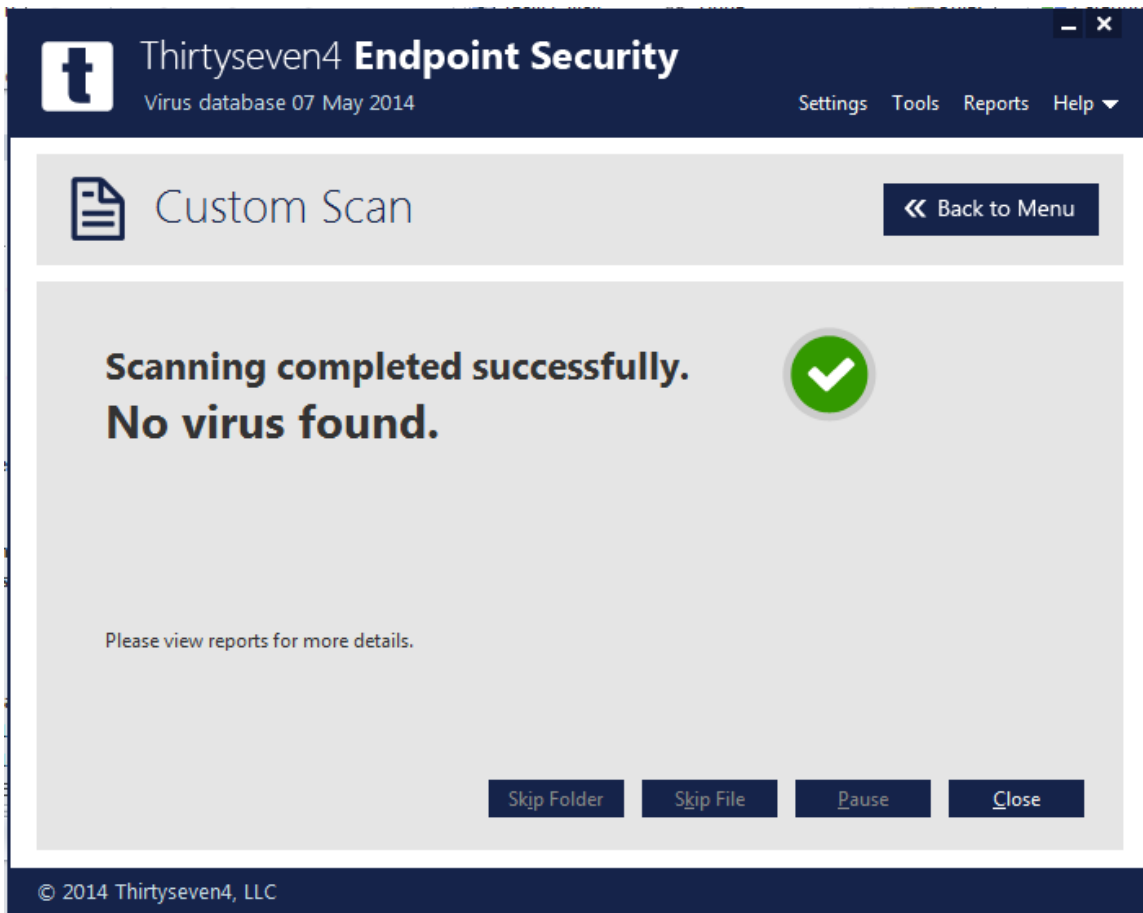 t
Thirtyseven4 Endpoint Security
Virus database 07 May 2014
Settings Tools Reports Help
Custom Scan
Back to Menu
Scanning completed successfully.
No virus found.
Please view reports for more details.
Skip Folder Skip File Pause Close
© 2014 Thirtyseven4, LLC